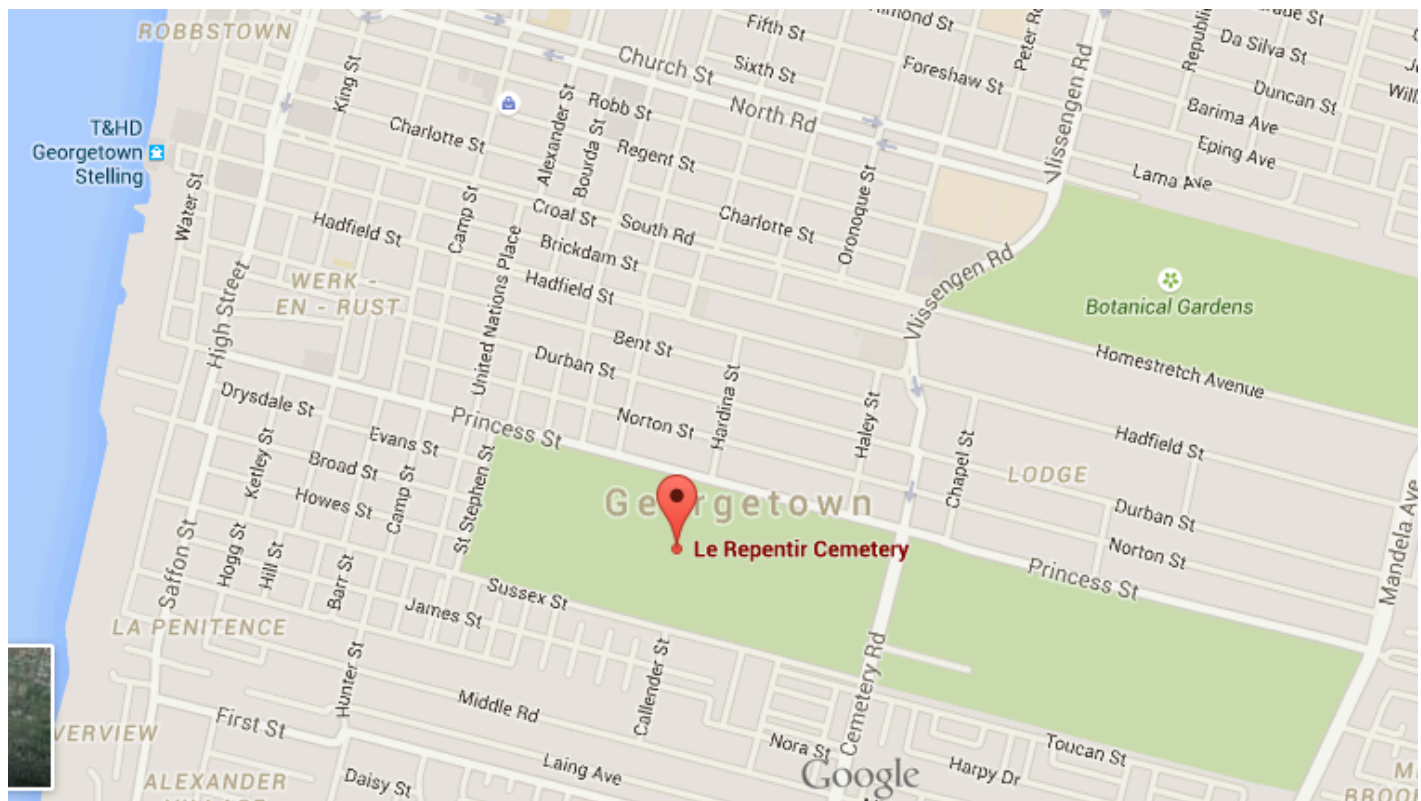 ROBBSTOWN
King St
T&HD
Georgetown
Stelling
Water St
Charlotte St
Alexander St
Bourda St
Church St
Robb St
Regent St
Fifth St
Sixth St
North Rd
Foreshaw St
Peter Rd
Vlissengen Rd
Republic
Da Silva St
Duncan St
Barima Ave
Eping Ave
Lama Ave
Hadfield St
Camp St
Croal St
South Rd
Charlotte St
Oronoque St
Brickdam St
Hadfield St
WERK -
EN - RUST
High Street
United Nations Place
Bent St
Durban St
Norton St
Hardina St
Haley St
Vlissengen Rd
Botanical Gardens
Homestretch Avenue
Hadfield St
LODGE
Chapel St
Durban St
Norton St
Princess St
Mandela Ave
Drysdale St
Evans St
Broad St
Howes St
Ketley St
Camp St
St Stephen St
Princess St
Georgetown
Le Repentir Cemetery
Saffon St
Hogg St
Hill St
Barr St
James St
Sussex St
LA PENITENCE
Hunter St
Middle Rd
Callender St
Cemetery Rd
First St
Laing Ave
Nora St
Toucan St
Harpy Dr
Daisy St
ALEXANDER
Google